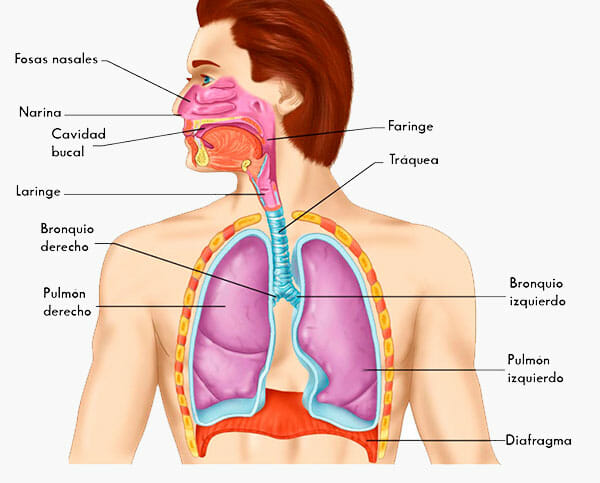 Fosas nasales
Narina
Cavidad
bucal
Laringe
Bronquio
derecho
Pulmón
derecho
Faringe
Tráquea
Bronquio
izquierdo
Pulmón
izquierdo
Diafragma